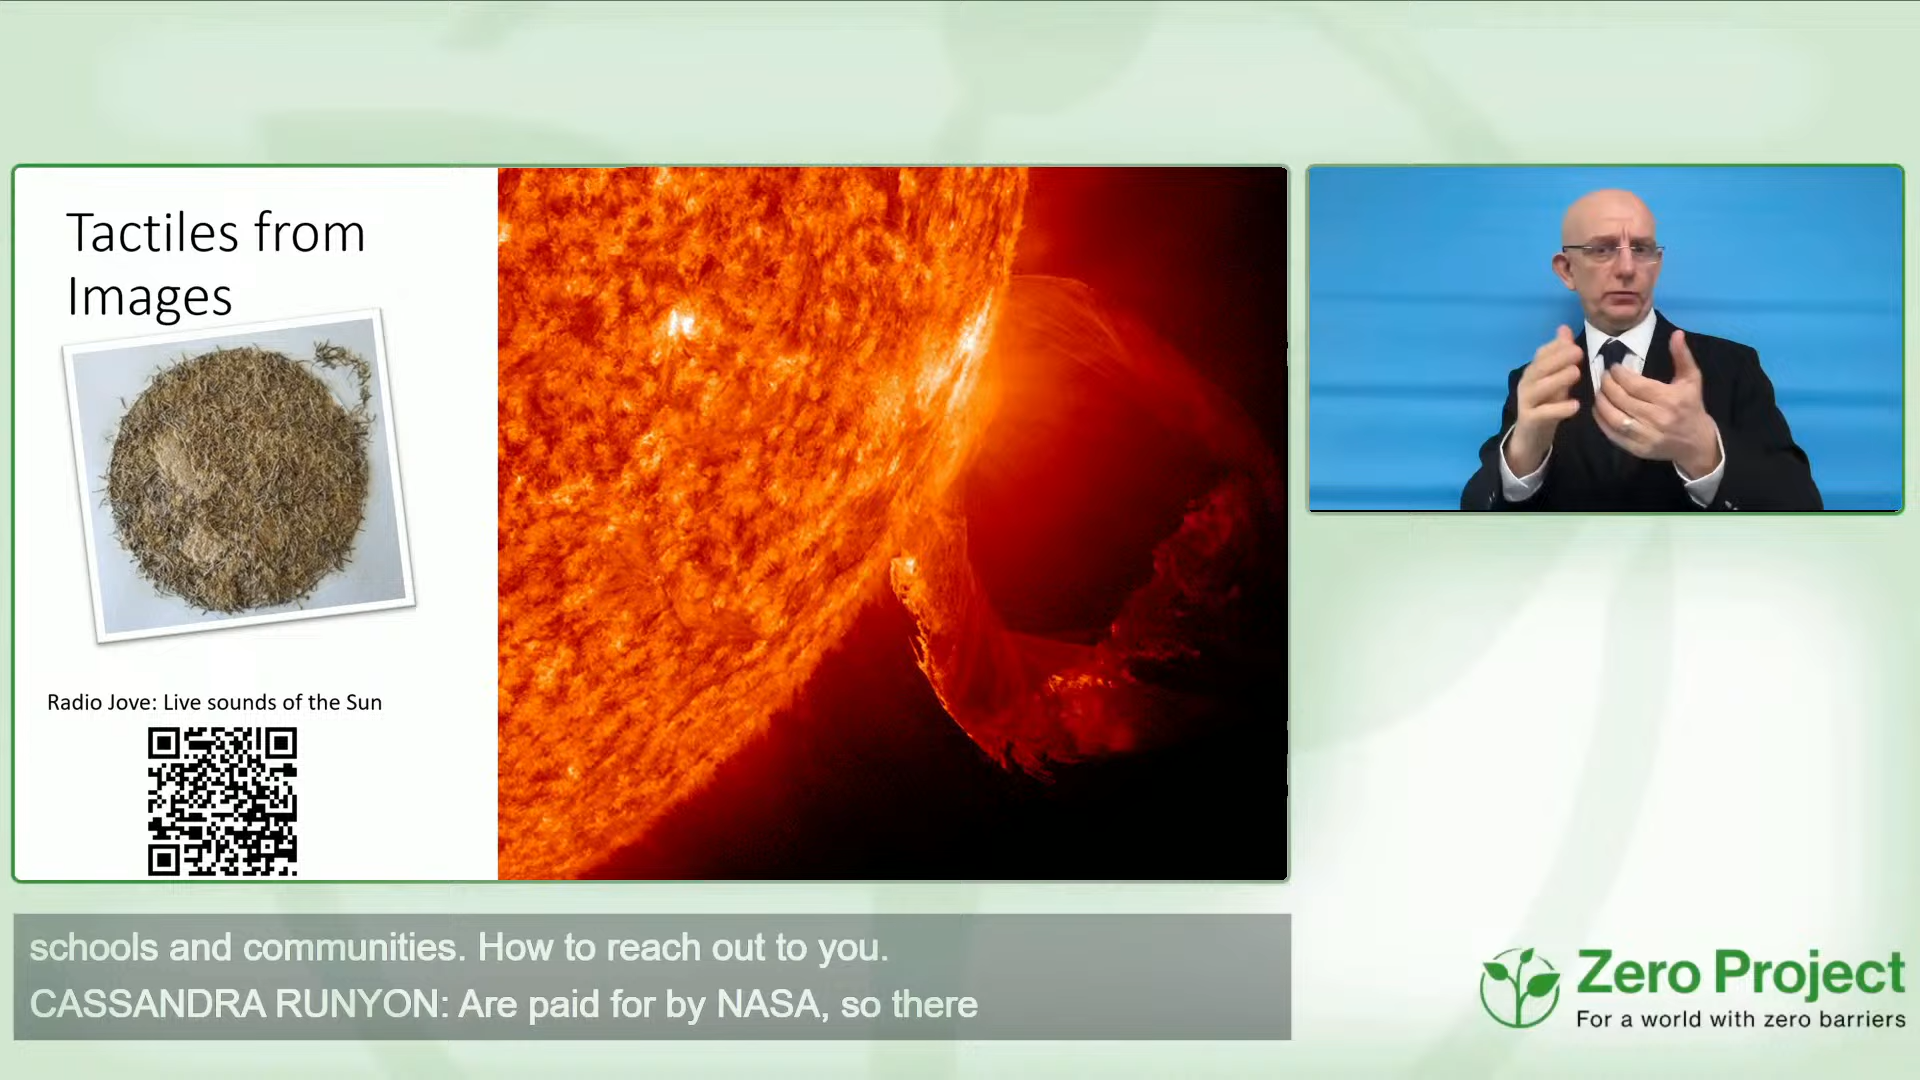 Tactiles from
Images
Radio Jove: Live sounds of the Sun
schools and communities. How to reach out to you.
CASSANDRA RUNYON: Are paid for by NASA, so there
Zero Project
For a world with zero barriers